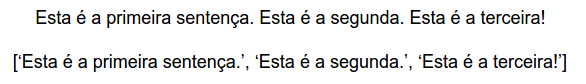 Esta é a primeira sentença. Esta é a segunda. Esta é a terceira!
[‘Esta é a primeira sentença.’, ‘Esta é a segunda.’, ‘Esta é a terceira!’]